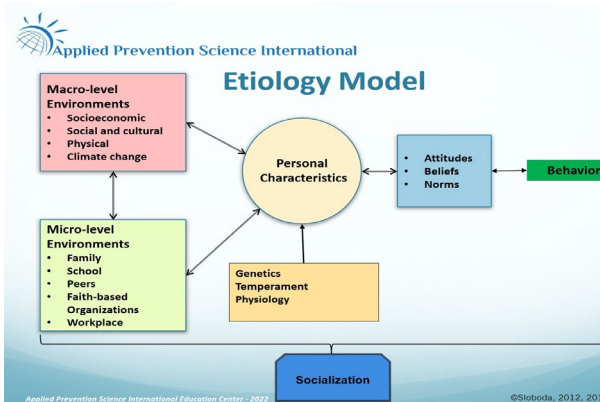 Applied Prevention Science International
Etiology Model
Macro-level
Environments
• Socioeconomic
• Social and cultural
• Physical
• Climate change
Personal
Characteristics
• Attitudes
• Beliefs
• Norms
Behavior
Micro-level
Environments
• Family
• School
• Peers
• Faith-based
Organizations
• Workplace
Genetics
Temperament
Physiology
Socialization
Applied Prevention Science International Education Center - 2022
©Sloboda, 2012, 201